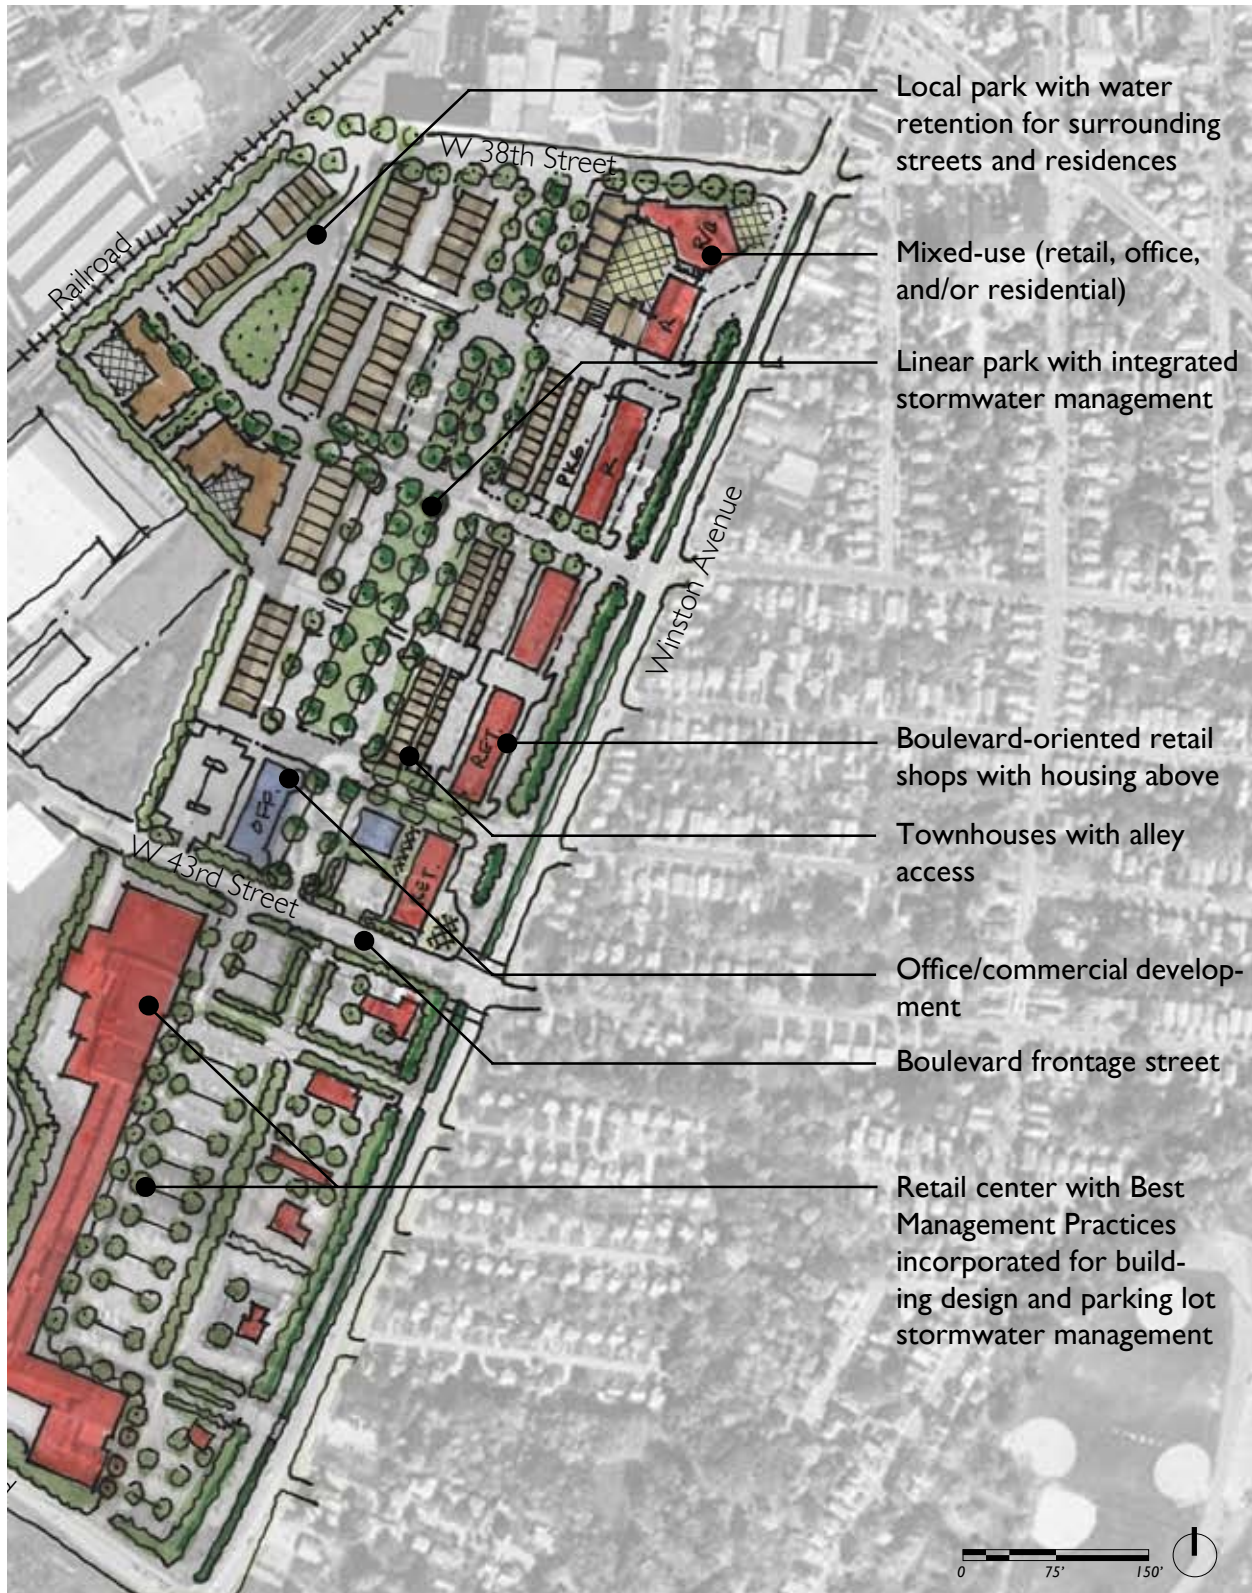 Local park with water
retention for surrounding
streets and residences
W 38th Street
R/O
Mixed-use (retail, office,
and/or residential)
Railroad
R
Linear park with integrated
stormwater management
PKG.
R
Winston Avenue
Boulevard-oriented retail
shops with housing above
RET.
OFF.
Townhouses with alley
access
W 43rd Street
RET.
Office/commercial develop-
ment
Boulevard frontage street
Retail center with Best
Management Practices
incorporated for build-
ing design and parking lot
stormwater management
0 75' 150'